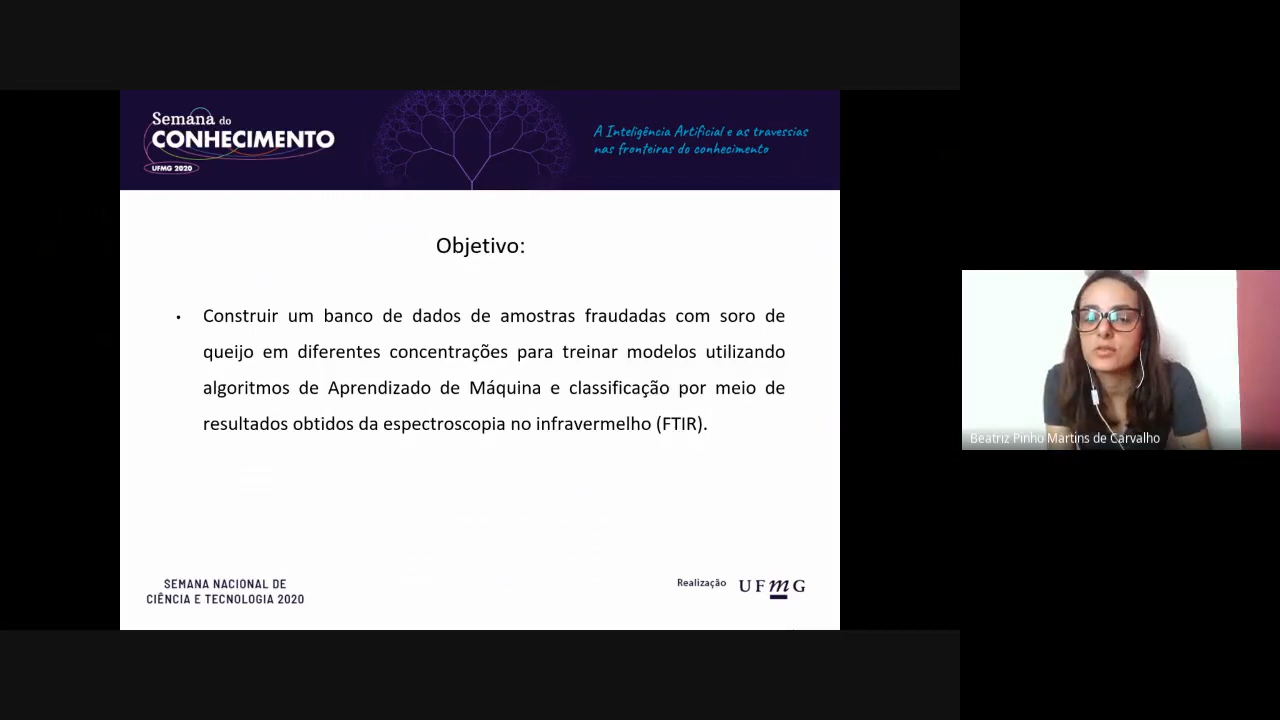 Semana do
CONHECIMENTO
UFMG 2020
A Inteligência Artificial e as travessias
nas fronteiras do conhecimento
Objetivo:
• Construir um banco de dados de amostras fraudadas com soro de
queijo em diferentes concentrações para treinar modelos utilizando
algoritmos de Aprendizado de Máquina e classificação por meio de
resultados obtidos da espectroscopia no infravermelho (FTIR).
Beatriz Pinho Martins de Carvalho
SEMANA NACIONAL DE
CIÊNCIA E TECNOLOGIA 2020
Realização
UFmG